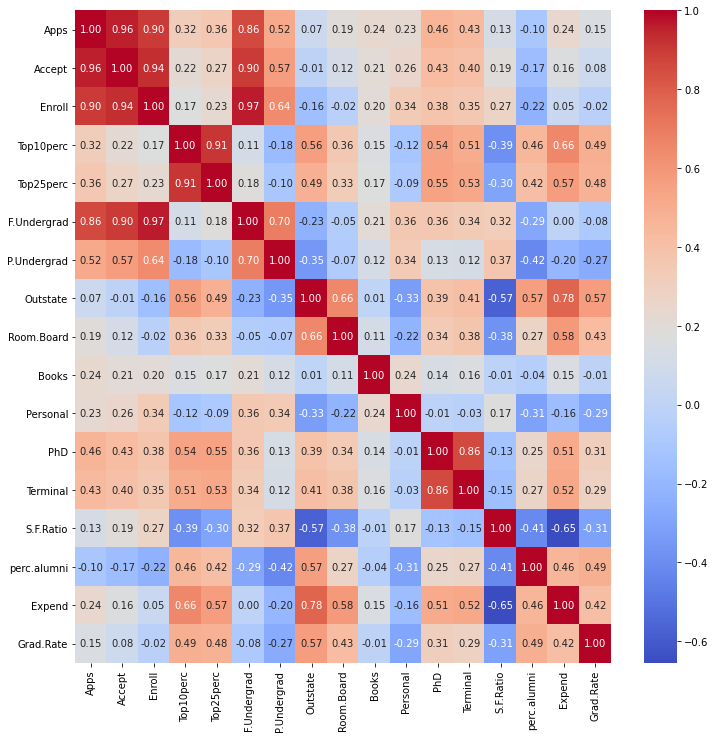 Apps 1.00 0.96 0.90 0.32 0.36 0.86 0.52 0.07 0.19 0.24 0.23 0.46 0.43 0.13 -0.10 0.24 0.15
Accept 0.96 1.00 0.94 0.22 0.27 0.90 0.57 -0.01 0.12 0.21 0.26 0.43 0.40 0.19 -0.17 0.16 0.08
Enroll 0.90 0.94 1.00 0.17 0.23 0.97 0.64 -0.16 -0.02 0.20 0.34 0.38 0.35 0.27 -0.22 0.05 -0.02
Top10perc 0.32 0.22 0.17 1.00 0.91 0.11 -0.18 0.56 0.36 0.15 -0.12 0.54 0.51 -0.39 0.46 0.66 0.49
Top25perc 0.36 0.27 0.23 0.91 1.00 0.18 -0.10 0.49 0.33 0.17 -0.09 0.55 0.53 -0.30 0.42 0.57 0.48
F.Undergrad 0.86 0.90 0.97 0.11 0.18 1.00 0.70 -0.23 -0.05 0.21 0.36 0.36 0.34 0.32 -0.29 0.00 -0.08
P.Undergrad 0.52 0.57 0.64 -0.18 -0.10 0.70 1.00 -0.35 -0.07 0.12 0.34 0.13 0.12 0.37 -0.42 -0.20 -0.27
Outstate 0.07 -0.01 -0.16 0.56 0.49 -0.23 -0.35 1.00 0.66 0.01 -0.33 0.39 0.41 -0.57 0.57 0.78 0.57
Room.Board 0.19 0.12 -0.02 0.36 0.33 -0.05 -0.07 0.66 1.00 0.11 -0.22 0.34 0.38 -0.38 0.27 0.58 0.43
Books 0.24 0.21 0.20 0.15 0.17 0.21 0.12 0.01 0.11 1.00 0.24 0.14 0.16 -0.01 -0.04 0.15 -0.01
Personal 0.23 0.26 0.34 -0.12 -0.09 0.36 0.34 -0.33 -0.22 0.24 1.00 -0.01 -0.03 0.17 -0.31 -0.16 -0.29
PhD 0.46 0.43 0.38 0.54 0.55 0.36 0.13 0.39 0.34 0.14 -0.01 1.00 0.86 -0.13 0.25 0.51 0.31
Terminal 0.43 0.40 0.35 0.51 0.53 0.34 0.12 0.41 0.38 0.16 -0.03 0.86 1.00 -0.15 0.27 0.52 0.29
S.F.Ratio 0.13 0.19 0.27 -0.39 -0.30 0.32 0.37 -0.57 -0.38 -0.01 0.17 -0.13 -0.15 1.00 -0.41 -0.65 -0.31
perc.alumni -0.10 -0.17 -0.22 0.46 0.42 -0.29 -0.42 0.57 0.27 -0.04 -0.31 0.25 0.27 -0.41 1.00 0.46 0.49
Expend 0.24 0.16 0.05 0.66 0.57 0.00 -0.20 0.78 0.58 0.15 -0.16 0.51 0.52 -0.65 0.46 1.00 0.42
Grad.Rate 0.15 0.08 -0.02 0.49 0.48 -0.08 -0.27 0.57 0.43 -0.01 -0.29 0.31 0.29 -0.31 0.49 0.42 1.00
Apps Accept Enroll Top10perc Top25perc F.Undergrad P.Undergrad Outstate Room.Board Books Personal PhD Terminal S.F.Ratio perc.alumni Expend Grad.Rate
1.0
0.8
0.6
0.4
0.2
0.0
−0.2
−0.4
−0.6